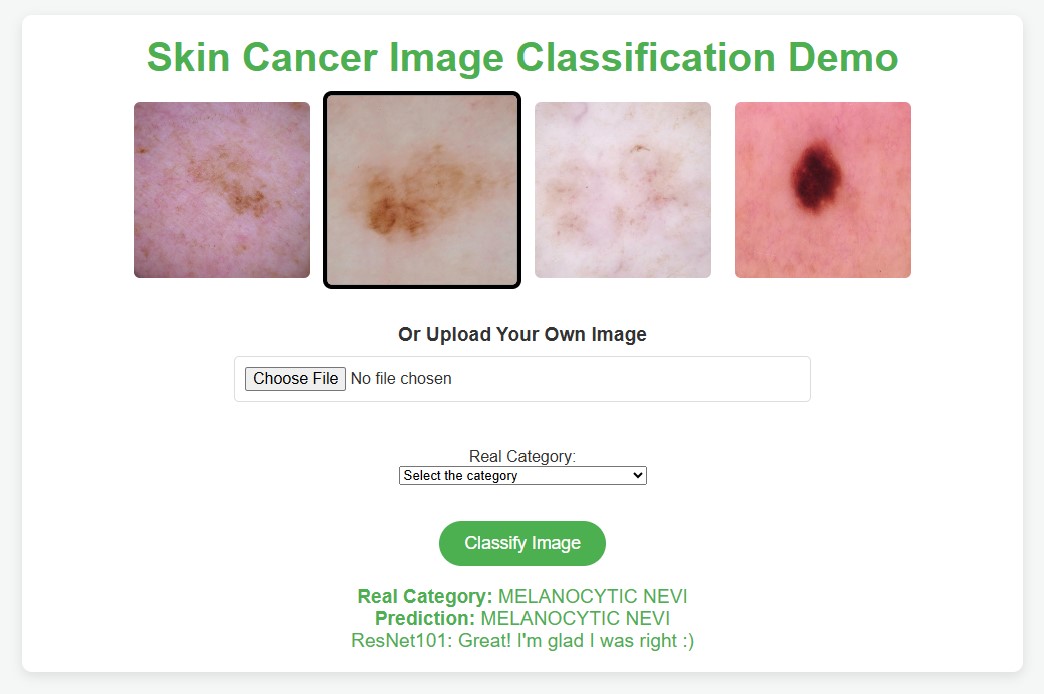 Skin Cancer Image Classification Demo
Or Upload Your Own Image
Choose File No file chosen
Real Category:
Select the category
Classify Image
Real Category: MELANOCYTIC NEVI
Prediction: MELANOCYTIC NEVI
ResNet101: Great! I'm glad I was right :)